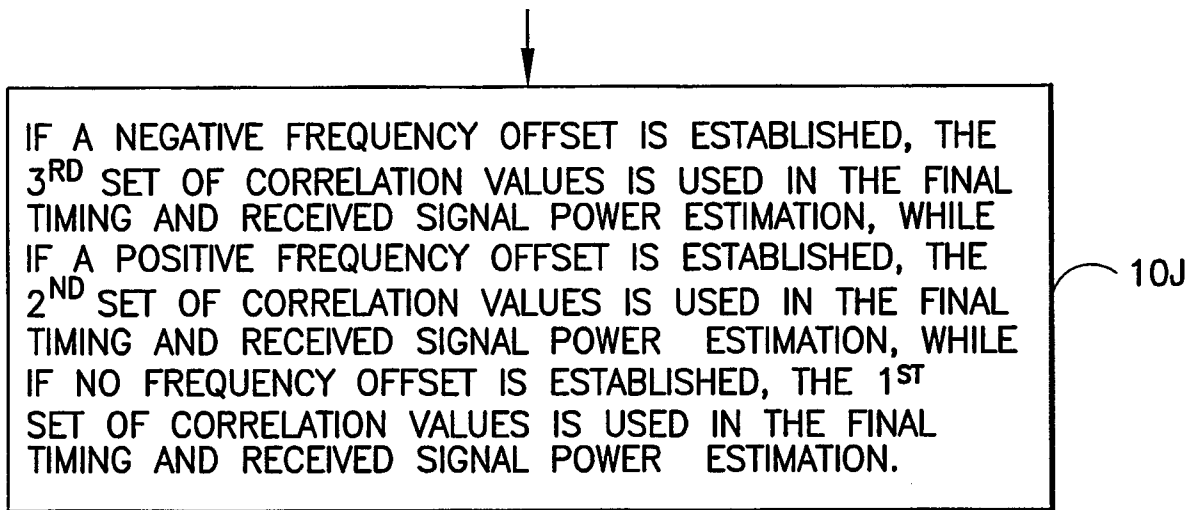 IF A NEGATIVE FREQUENCY OFFSET IS ESTABLISHED, THE
3RD SET OF CORRELATION VALUES IS USED IN THE FINAL
TIMING AND RECEIVED SIGNAL POWER ESTIMATION, WHILE
IF A POSITIVE FREQUENCY OFFSET IS ESTABLISHED, THE
2ND SET OF CORRELATION VALUES IS USED IN THE FINAL
TIMING AND RECEIVED SIGNAL POWER ESTIMATION, WHILE
IF NO FREQUENCY OFFSET IS ESTABLISHED, THE 1ST
SET OF CORRELATION VALUES IS USED IN THE FINAL
TIMING AND RECEIVED SIGNAL POWER ESTIMATION.
10J